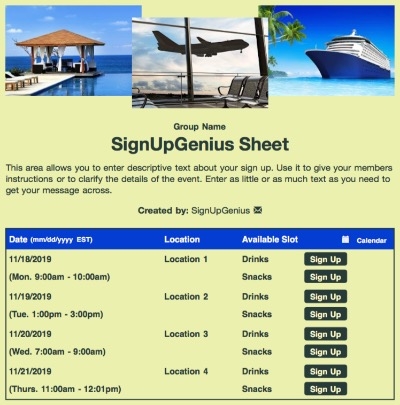 Group Name
SignUpGenius Sheet
This area allows you to enter descriptive text about your sign up. Use it to give your members
instructions or to clarify the details of the event. Enter as little or as much text as you need to
get your message across.
Created by: SignUpGenius
Date (mm/dd/yyyy EST) Location Available Slot Calendar
11/18/2019 Location 1 Drinks Sign Up
(Mon. 9:00am - 10:00am) Snacks Sign Up
11/19/2019 Location 2 Drinks Sign Up
(Tue. 1:00pm - 3:00pm) Snacks Sign Up
11/20/2019 Location 3 Drinks Sign Up
(Wed. 7:00am - 9:00am) Snacks Sign Up
11/21/2019 Location 4 Drinks Sign Up
(Thurs. 11:00am - 12:01pm) Snacks Sign Up